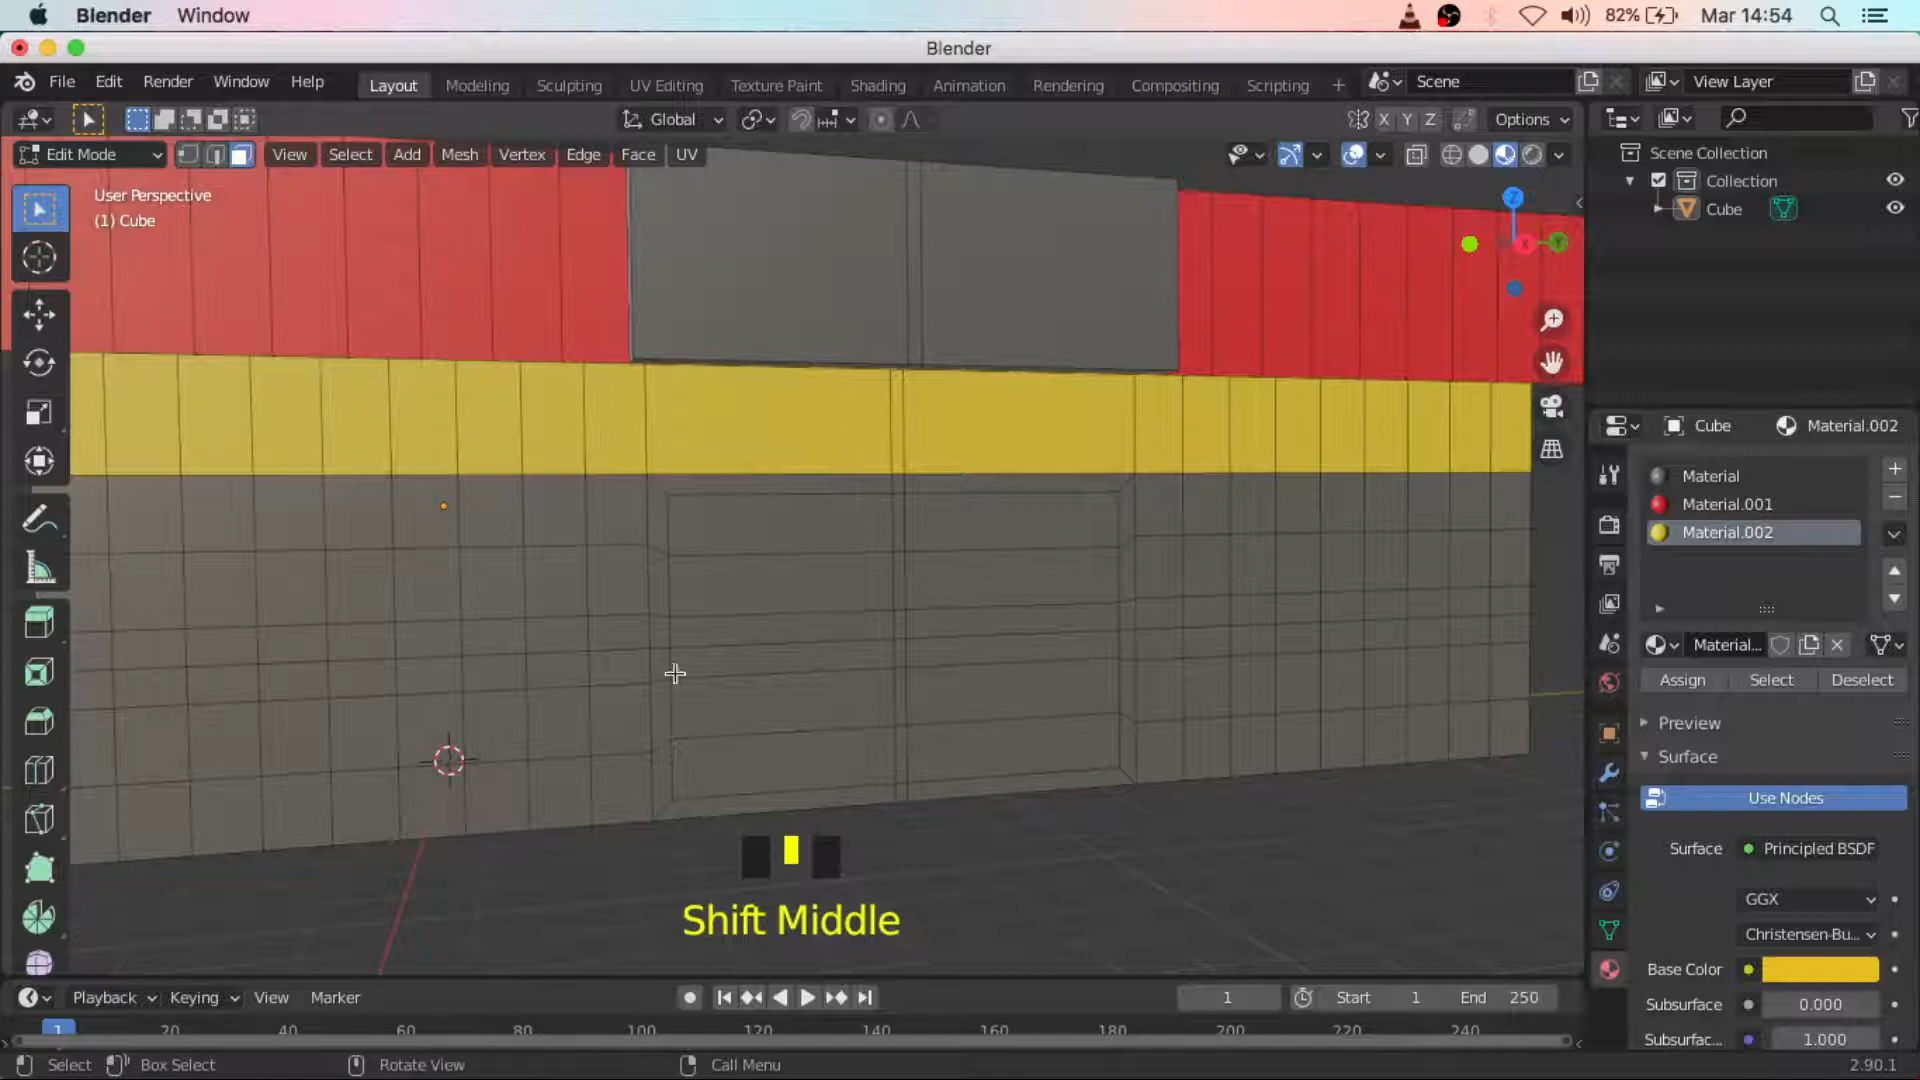 Blender Window 82% Mar 14:54
Blender
File Edit Render Window Help Layout Modeling Sculpting UV Editing Texture Paint Shading Animation Rendering Compositing Scripting + Scene View Layer
Global X Y Z Options
Edit Mode View Select Add Mesh Vertex Edge Face UV
Scene Collection
Collection
Cube
User Perspective
(1) Cube
Z
X
Y
Cube Material.002
Material
Material.001
Material.002
Material...
Assign Select Deselect
Preview
Surface
Use Nodes
Surface Principled BSDF
GGX
Christensen-Bu...
Base Color
Subsurface 0.000
Subsurfac... 1.000
Shift Middle
Playback Keying View Marker 1 Start 1 End 250
1 20 40 60 80 100 120 140 160 180 200 220 240
Select Box Select Rotate View Call Menu 2.90.1